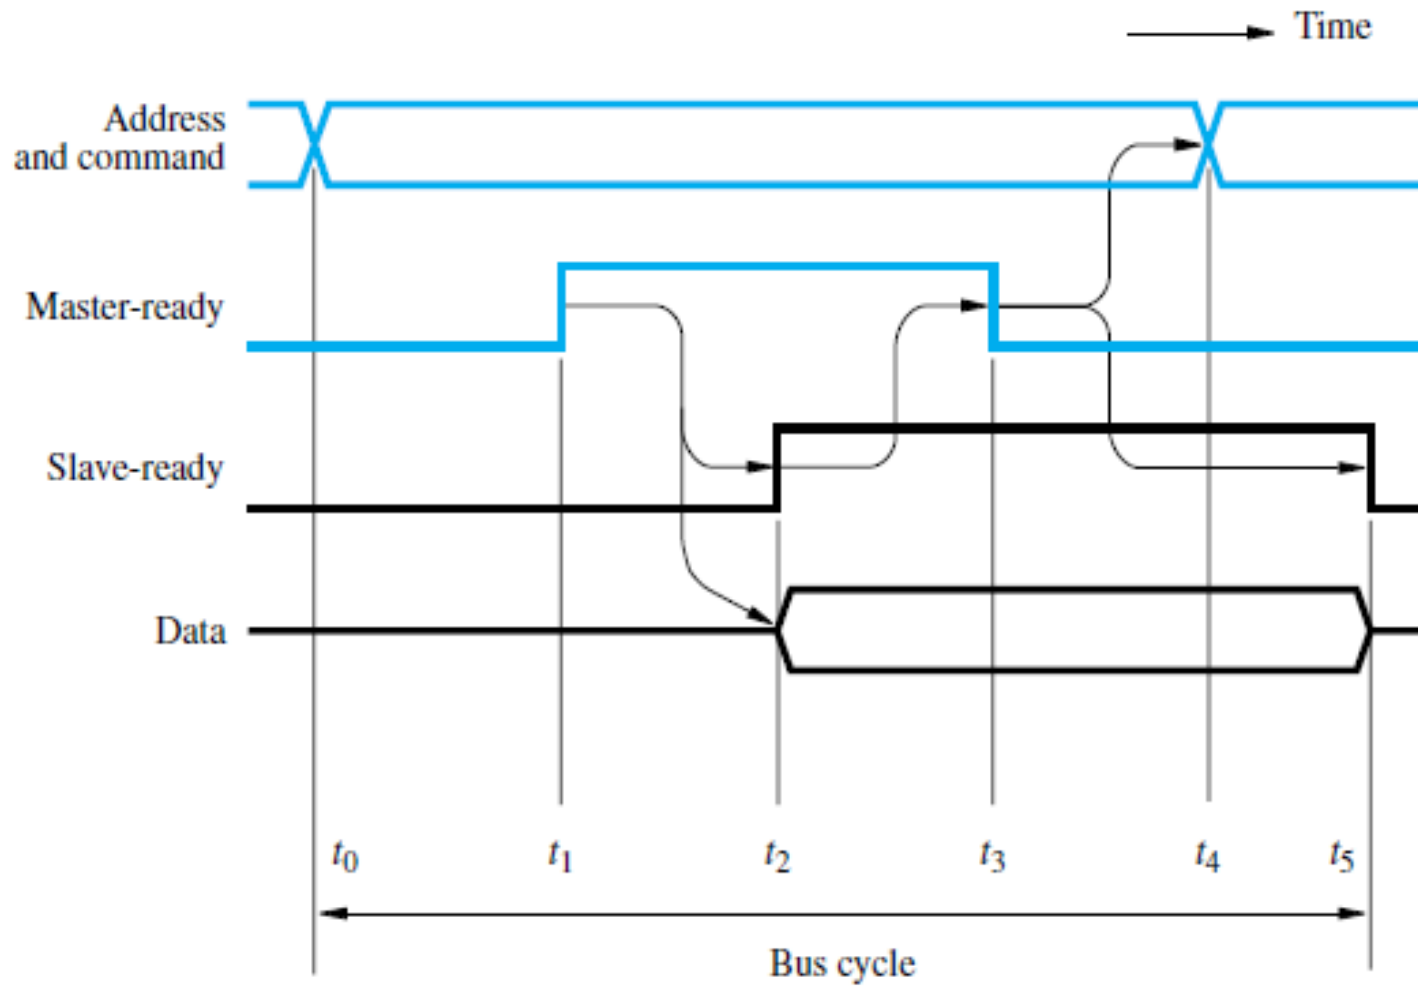 Time
Address
and command
Master-ready
Slave-ready
Data
t0 t1 t2 t3 t4 t5
Bus cycle